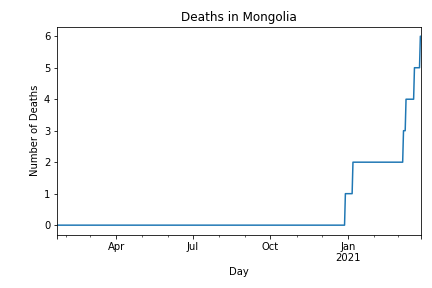 Deaths in Mongolia
6
5
4
3
2
1
0
Number of Deaths
Apr
Jul
Oct
Jan
2021
Day